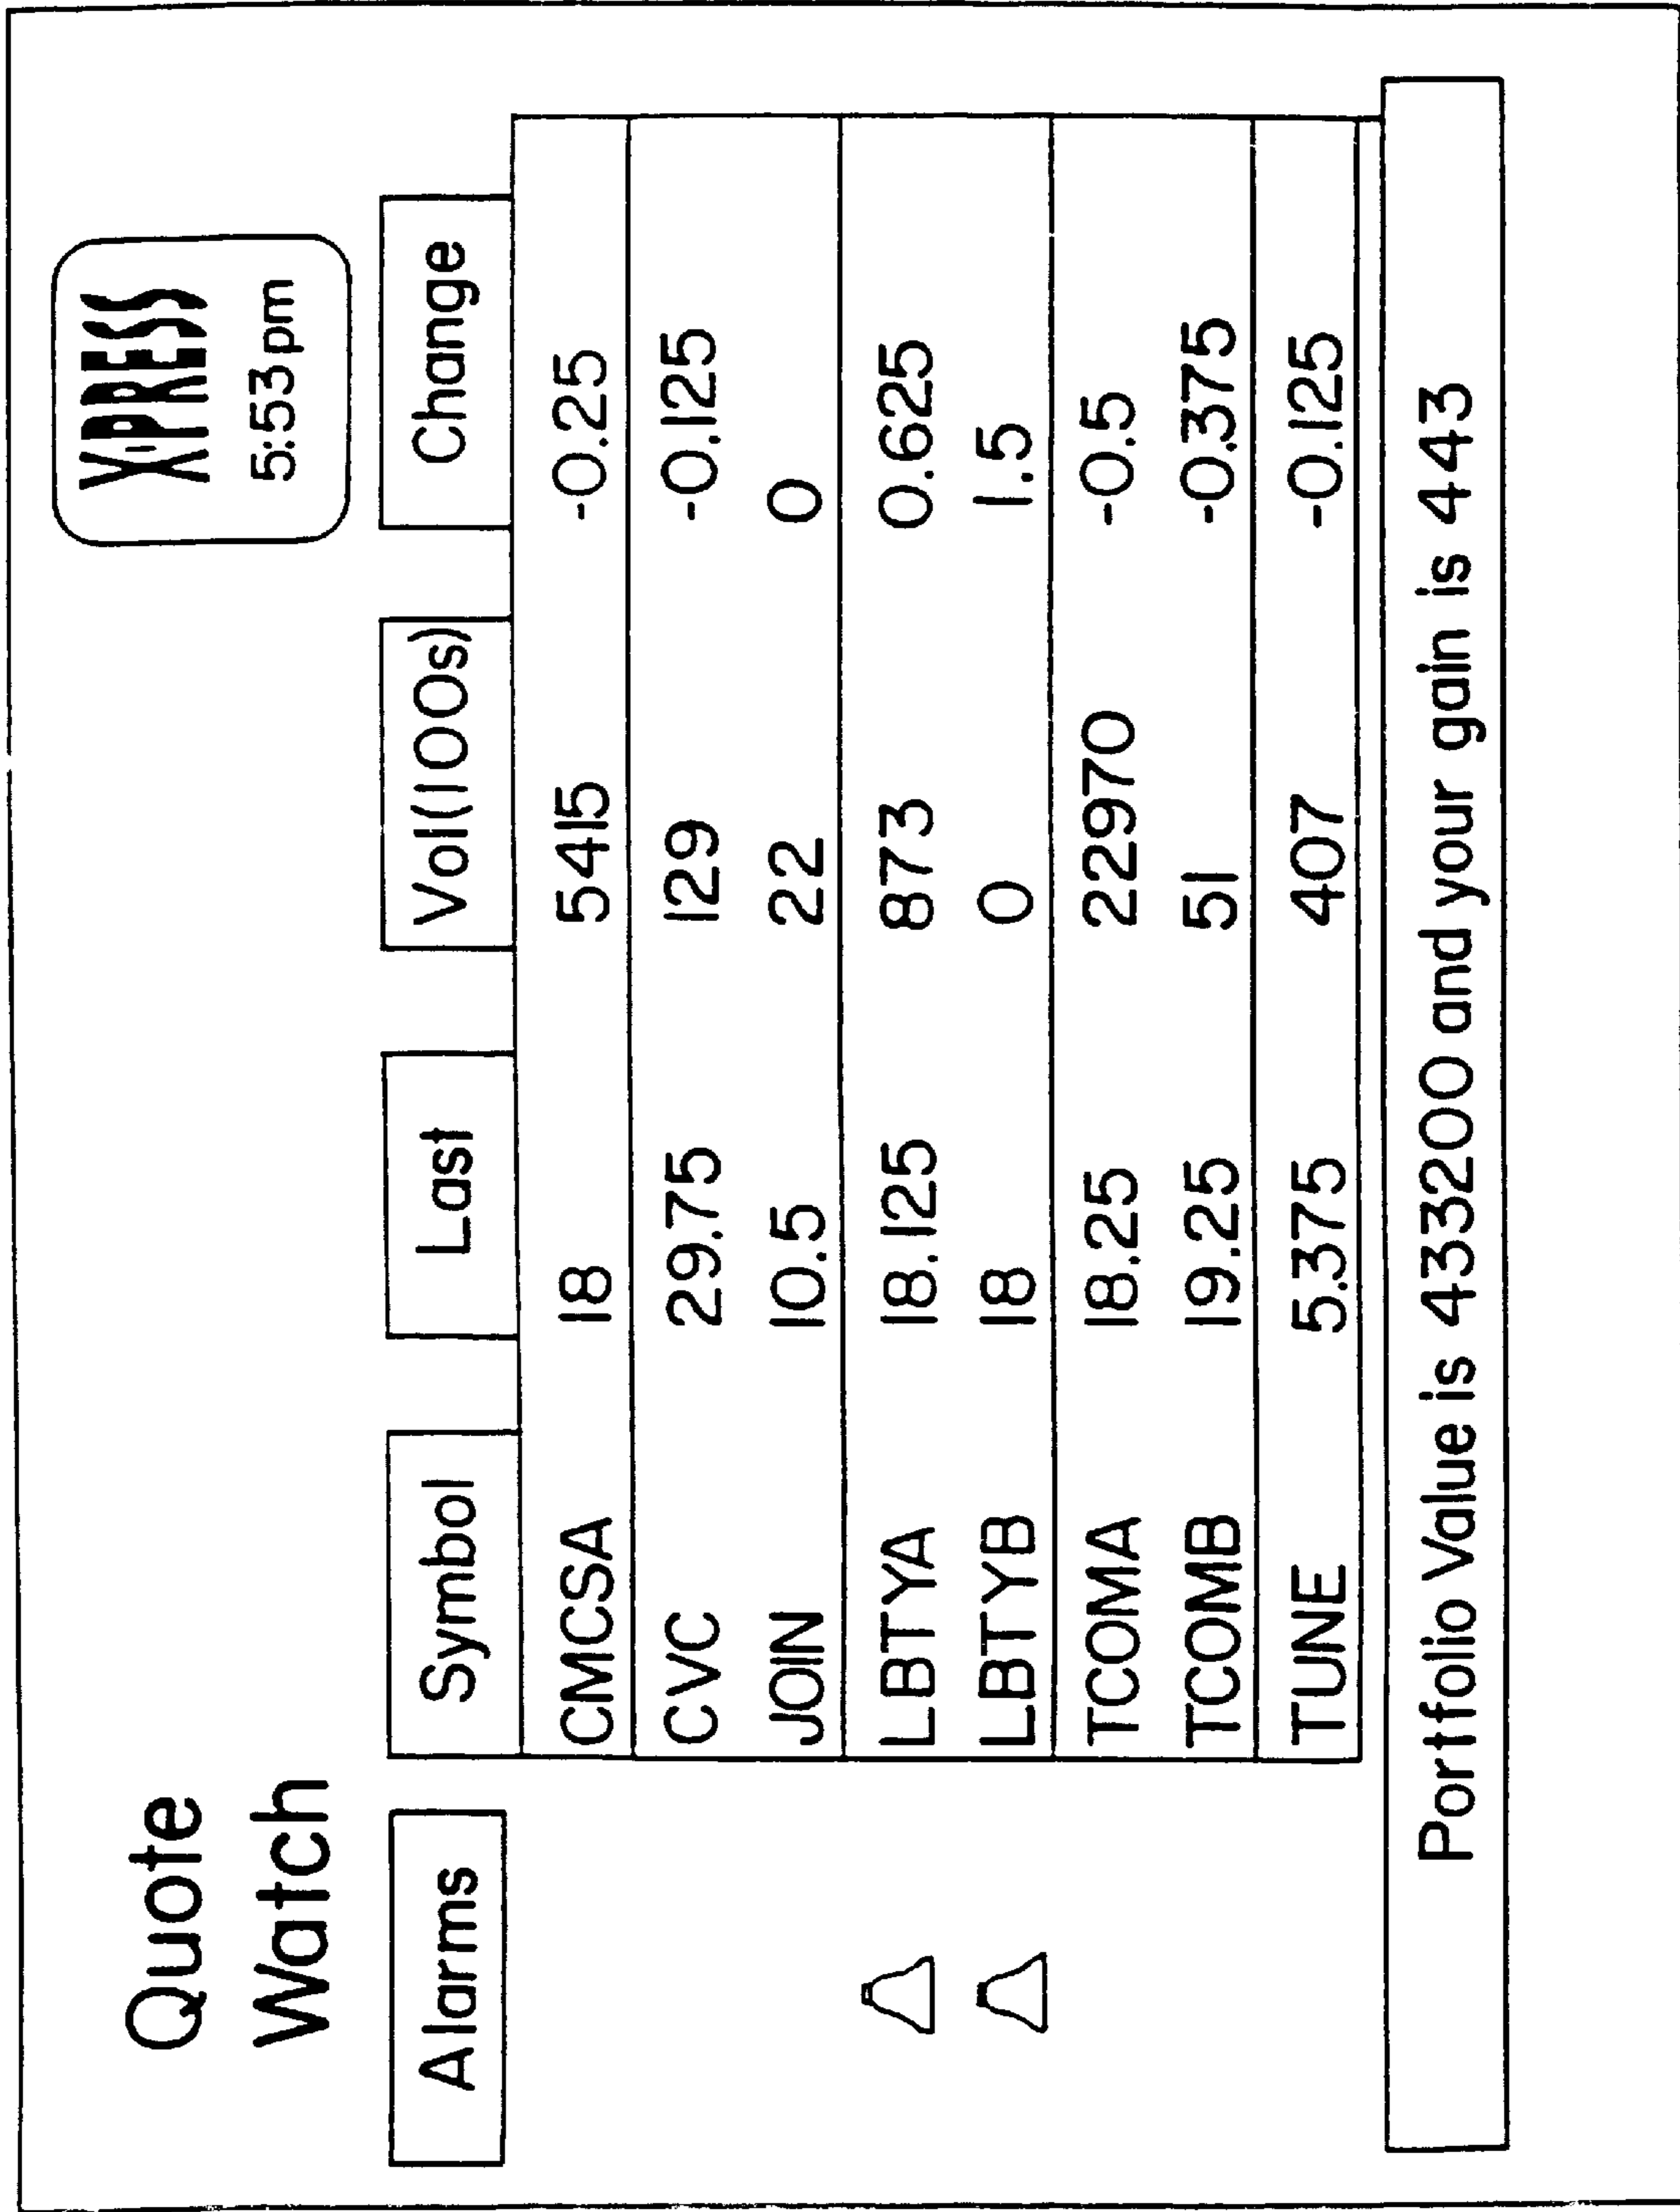 Quote
Watch
X·PRESS
5:53pm
Alarms Symbol Last Vol(100s) Change
CMCSA 18 5415 -0.25
CVC 29.75 129 -0.125
JOIN 10.5 22 0
LBTYA 18.125 873 0.625
LBTYB 18 0 1.5
TCOMA 18.25 22970 -0.5
TCOMB 19.25 51 -0.375
TUNE 5.375 407 -0.125
Portfolio Value is 433200 and your gain is 443